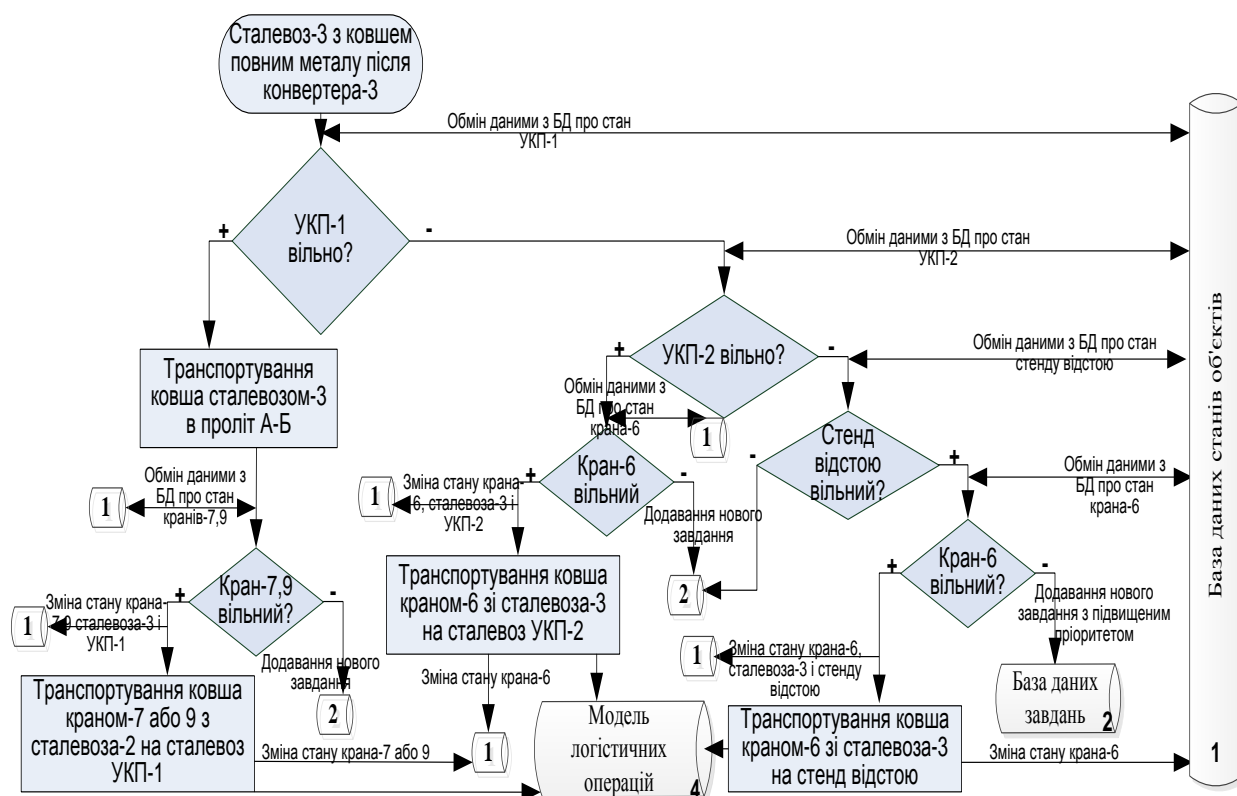 Сталевоз-3 з ковшем
повним металу після
конвертера-3
Обмін даними з БД про стан
УКП-1
УКП-1
вільно?
+
-
Обмін даними з БД про стан
УКП-2
УКП-2 вільно?
+
-
Обмін даними з БД про стан
стенду відстою
Транспортування
ковша сталевозом-3
в проліт А-Б
Обмін даними з
БД про стан
крана-6
1
Стенд
відстою
вільний?
-
+
Обмін даними з
БД про стан
крана-6
Кран-6
вільний
+
-
Обмін даними з
БД про стан
кранів-7,9
1
Зміна стану крана-
6, сталевоза-3 і
УКП-2
1
Додавання нового
завдання
2
Кран-6
вільний?
+
-
Додавання нового
завдання з підвищеним
пріоритетом
База даних
завдань
2
Кран-7,9
вільний?
+
-
Зміна стану крана-
7,9 сталевоза-3 і
УКП-1
1
Додавання нового
завдання
2
Транспортування ковша
краном-6 зі сталевоза-3
на сталевоз УКП-2
Зміна стану крана-6
1
Зміна стану крана-6,
сталевоза-3 і стенду
відстою
1
Транспортування ковша
краном-7 або 9 з
сталевоза-2 на сталевоз
УКП-1
Зміна стану крана-7 або 9
Модель
логістичних
операцій
4
Транспортування ковша
краном-6 зі сталевоза-3
на стенд відстою
Зміна стану крана-6
База даних станів об'єктів
1